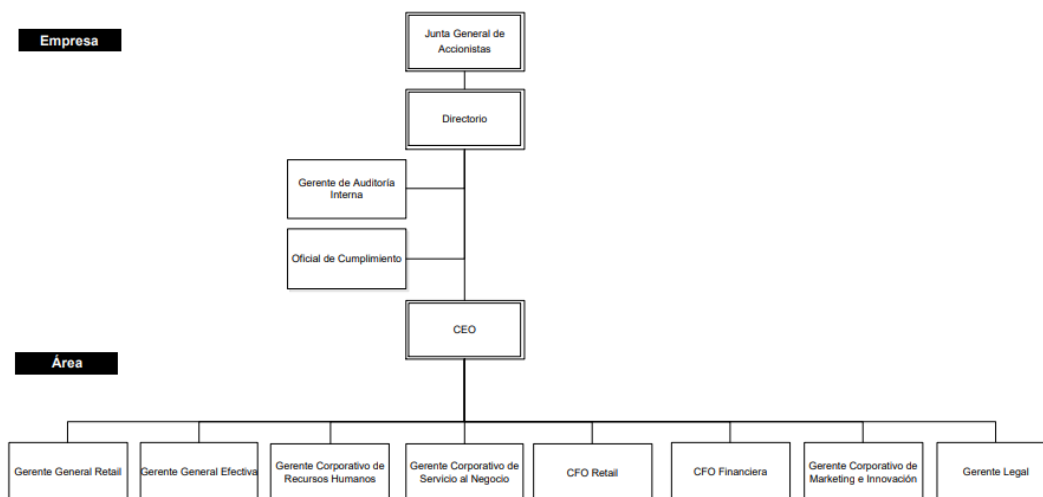 Empresa
Junta General de
Accionistas
Directorio
Gerente de Auditoría
Interna
Oficial de Cumplimiento
CEO
Área
Gerente General Retail
Gerente General Efectiva
Gerente Corporativo de
Recursos Humanos
Gerente Corporativo de
Servicio al Negocio
CFO Retail
CFO Financiera
Gerente Corporativo de
Marketing e Innovación
Gerente Legal